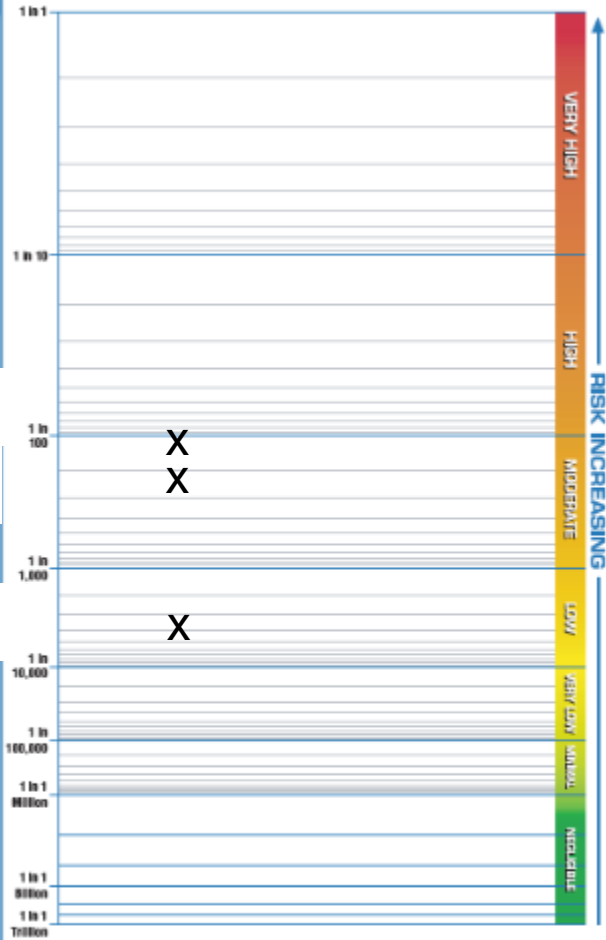 1 in 1
VERY HIGH
1 in 10
HIGH
RISK INCREASING
1 in
100
X
X
MODERATE
1 in
1,000
LOW
X
1 in
10,000
VERY LOW
1 in
100,000
MINIMAL
1 in 1
Million
NEGLIGIBLE
1 in 1
Billion
1 in 1
Trillion